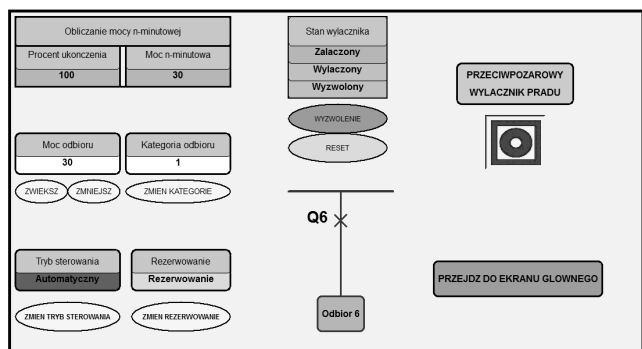 Obliczanie mocy n-minutowej
Procent ukonczenia
Moc n-minutowa
100
30
Moc odbioru
Kategoria odbioru
30
1
ZWIEKSZ
ZMNIEJSZ
ZMIEN KATEGORIE
Tryb sterowania
Rezerwowanie
Automatyczny
Rezerwowanie
ZMIEN TRYB STEROWANIA
ZMIEN REZERWOWANIE
Stan wylacznika
Zalaczony
Wylaczony
Wyzwolony
WYZWOLENIE
RESET
Q6
Odbior 6
PRZECIWPOZAROWY
WYLACZNIK PRADU
PRZEJDZ DO EKRANU GLOWNEGO